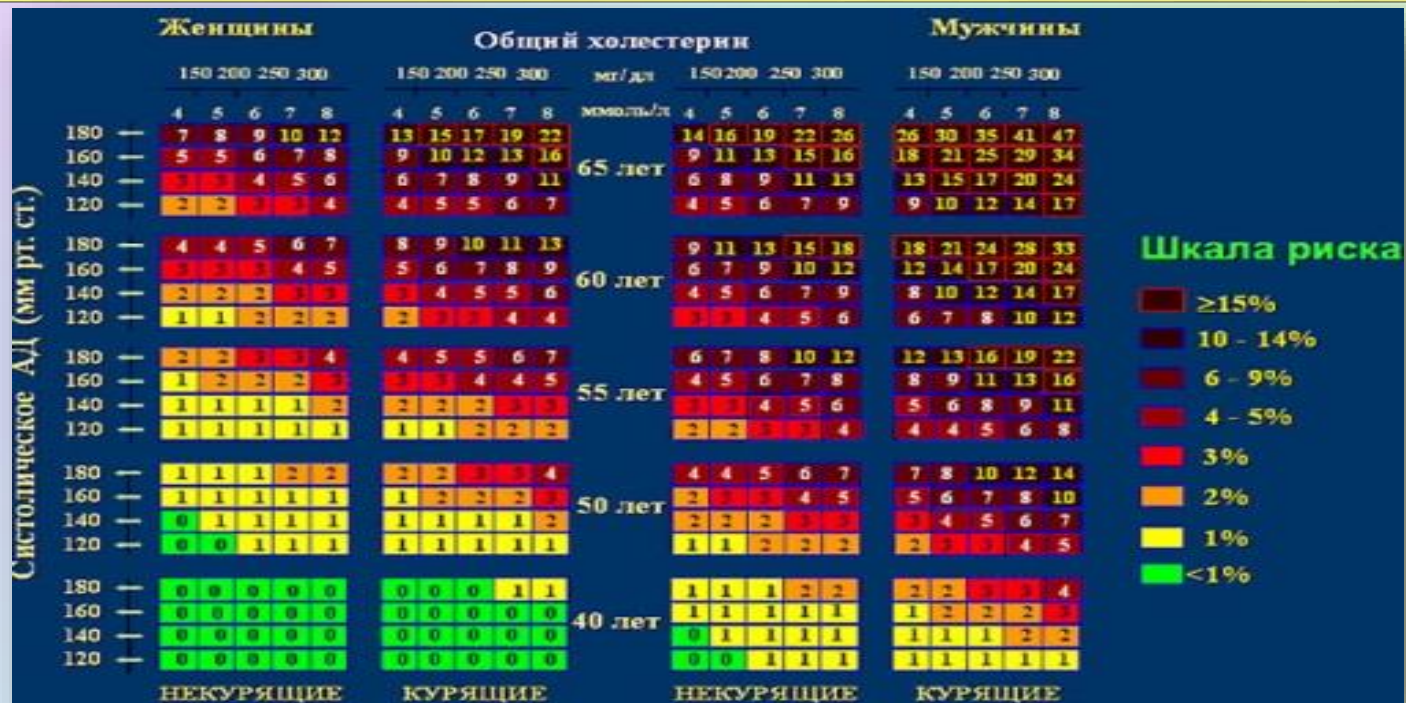 Женщины Мужчины
Общий холестерин
150 200 250 300 150 200 250 300 мг/дл 150 200 250 300 150 200 250 300
4 5 6 7 8 4 5 6 7 8 ммоль/л 4 5 6 7 8 4 5 6 7 8
Систолическое АД (мм рт. ст.)
180 7 8 9 10 12 13 15 17 19 22 14 16 19 22 26 26 30 35 41 47
160 5 5 6 7 8 9 10 12 13 16 9 11 13 15 16 18 21 25 29 34
65 лет
140 3 3 4 5 6 6 7 8 9 11 6 8 9 11 13 13 15 17 20 24
120 2 2 3 3 4 4 5 5 6 7 4 5 6 7 9 9 10 12 14 17
180 4 4 5 6 7 8 9 10 11 13 9 11 13 15 18 18 21 24 28 33
160 3 3 3 4 5 5 6 7 8 9 6 7 9 10 12 12 14 17 20 24
60 лет
140 2 2 2 3 3 3 4 5 5 6 4 5 6 7 9 8 10 12 14 17
120 1 1 2 2 2 2 3 3 4 4 3 3 4 5 6 6 7 8 10 12
180 2 2 3 3 4 4 5 5 6 7 6 7 8 10 12 12 13 16 19 22
160 1 2 2 2 3 3 3 4 4 5 4 5 6 7 8 8 9 11 13 16
55 лет
140 1 1 1 1 2 2 2 2 3 3 3 3 4 5 6 5 6 8 9 11
120 1 1 1 1 1 1 1 2 2 2 2 2 3 3 4 4 4 5 6 8
180 1 1 1 2 2 2 2 3 3 4 4 4 5 6 7 7 8 10 12 14
160 1 1 1 1 1 1 2 2 2 3 2 3 3 4 5 5 6 7 8 10
50 лет
140 0 1 1 1 1 1 1 1 1 2 2 2 2 3 3 3 4 5 6 7
120 0 0 1 1 1 1 1 1 1 1 1 1 2 2 2 2 3 3 4 5
180 0 0 0 0 0 0 0 0 1 1 1 1 1 2 2 2 2 3 3 4
160 0 0 0 0 0 0 0 0 0 0 1 1 1 1 1 1 2 2 2 3
40 лет
140 0 0 0 0 0 0 0 0 0 0 0 1 1 1 1 1 1 1 2 2
120 0 0 0 0 0 0 0 0 0 0 0 0 1 1 1 1 1 1 1 1
НЕКУРЯЩИЕ КУРЯЩИЕ НЕКУРЯЩИЕ КУРЯЩИЕ
Шкала риска
≥15%
10 - 14%
6 - 9%
4 - 5%
3%
2%
1%
<1%